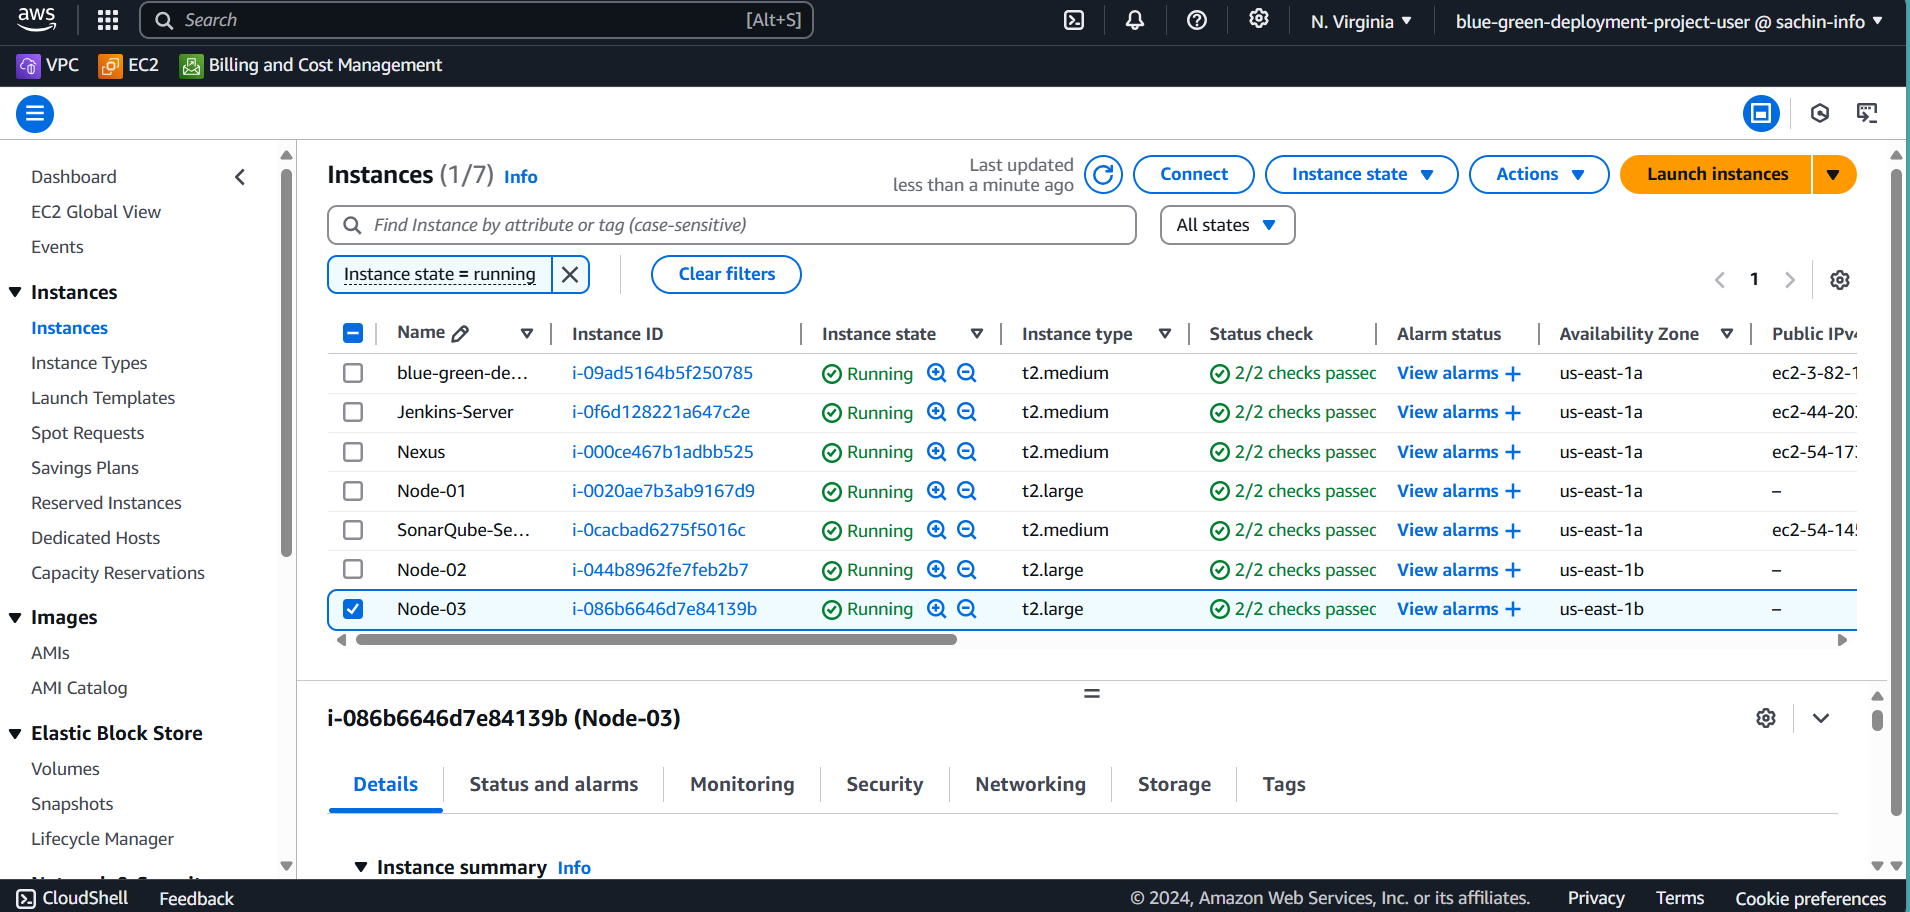 aws
Search [Alt+S]
N. Virginia
blue-green-deployment-project-user @ sachin-info
VPC
EC2
Billing and Cost Management
Dashboard
EC2 Global View
Events
Instances
Instances
Instance Types
Launch Templates
Spot Requests
Savings Plans
Reserved Instances
Dedicated Hosts
Capacity Reservations
Images
AMIs
AMI Catalog
Elastic Block Store
Volumes
Snapshots
Lifecycle Manager
Instances (1/7) Info
Last updated
less than a minute ago
Connect
Instance state
Actions
Launch instances
Find Instance by attribute or tag (case-sensitive)
All states
Instance state = running
Clear filters
1
Name Instance ID Instance state Instance type Status check Alarm status Availability Zone Public IPv4
blue-green-de... i-09ad5164b5f250785 Running t2.medium 2/2 checks passed View alarms + us-east-1a ec2-3-82-1
Jenkins-Server i-0f6d128221a647c2e Running t2.medium 2/2 checks passed View alarms + us-east-1a ec2-44-20
Nexus i-000ce467b1adbb525 Running t2.medium 2/2 checks passed View alarms + us-east-1a ec2-54-17
Node-01 i-0020ae7b3ab9167d9 Running t2.large 2/2 checks passed View alarms + us-east-1a –
SonarQube-Se... i-0cacbad6275f5016c Running t2.medium 2/2 checks passed View alarms + us-east-1a ec2-54-14
Node-02 i-044b8962fe7feb2b7 Running t2.large 2/2 checks passed View alarms + us-east-1b –
Node-03 i-086b6646d7e84139b Running t2.large 2/2 checks passed View alarms + us-east-1b –
i-086b6646d7e84139b (Node-03)
Details
Status and alarms
Monitoring
Security
Networking
Storage
Tags
Instance summary Info
CloudShell
Feedback
© 2024, Amazon Web Services, Inc. or its affiliates.
Privacy
Terms
Cookie preferences